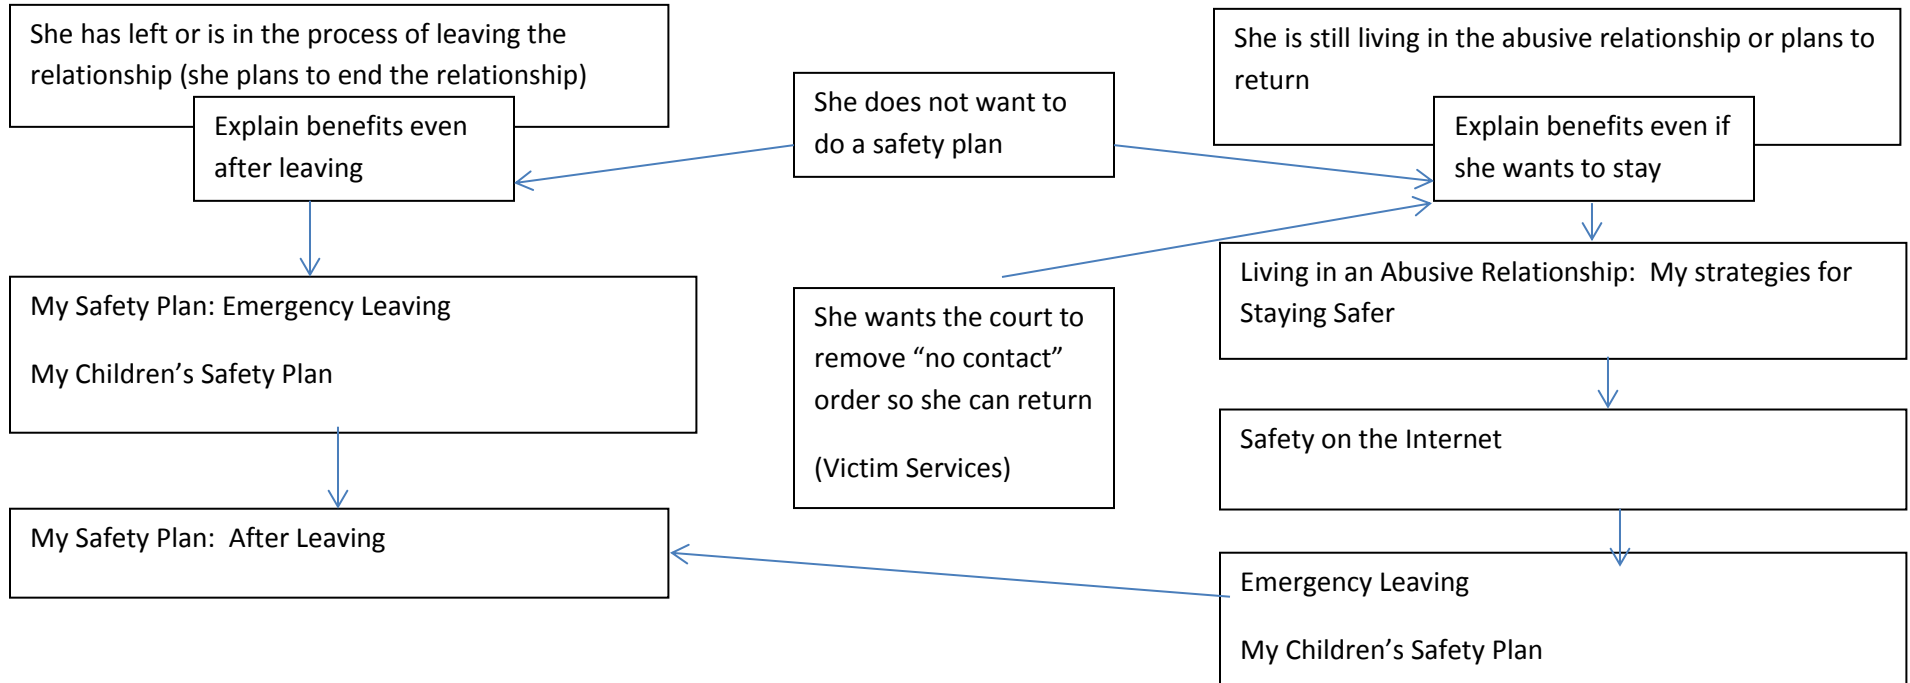 She has left or is in the process of leaving the
relationship (she plans to end the relationship)
Explain benefits even
after leaving
She does not want to
do a safety plan
She is still living in the abusive relationship or plans to
return
Explain benefits even if
she wants to stay
My Safety Plan: Emergency Leaving
My Children’s Safety Plan
She wants the court to
remove “no contact”
order so she can return
(Victim Services)
Living in an Abusive Relationship:  My strategies for
Staying Safer
Safety on the Internet
My Safety Plan:  After Leaving
Emergency Leaving
My Children’s Safety Plan